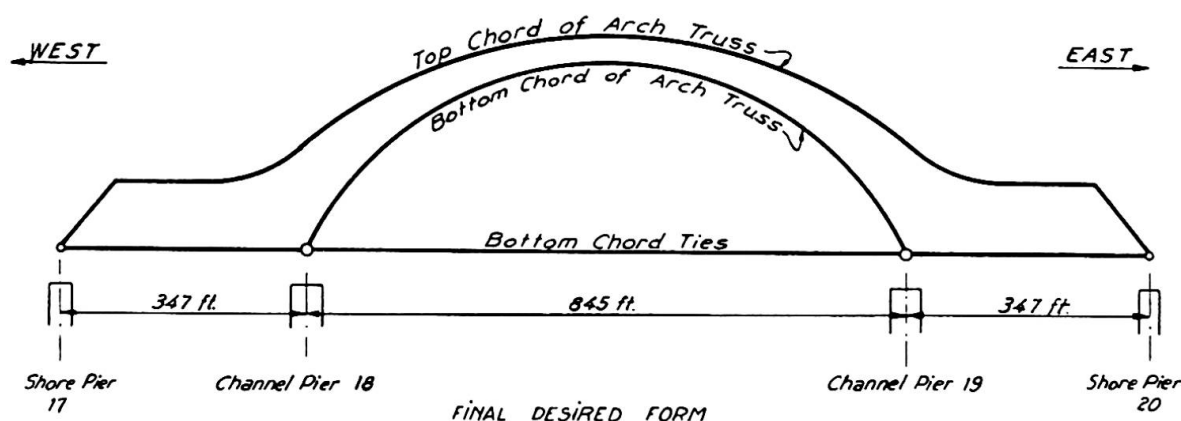 WEST
EAST
Top Chord of Arch Truss
Bottom Chord of Arch Truss
Bottom Chord Ties
347 ft.
845 ft.
347 ft.
Shore Pier
17
Channel Pier 18
Channel Pier 19
Shore Pier
20
FINAL DESIRED FORM